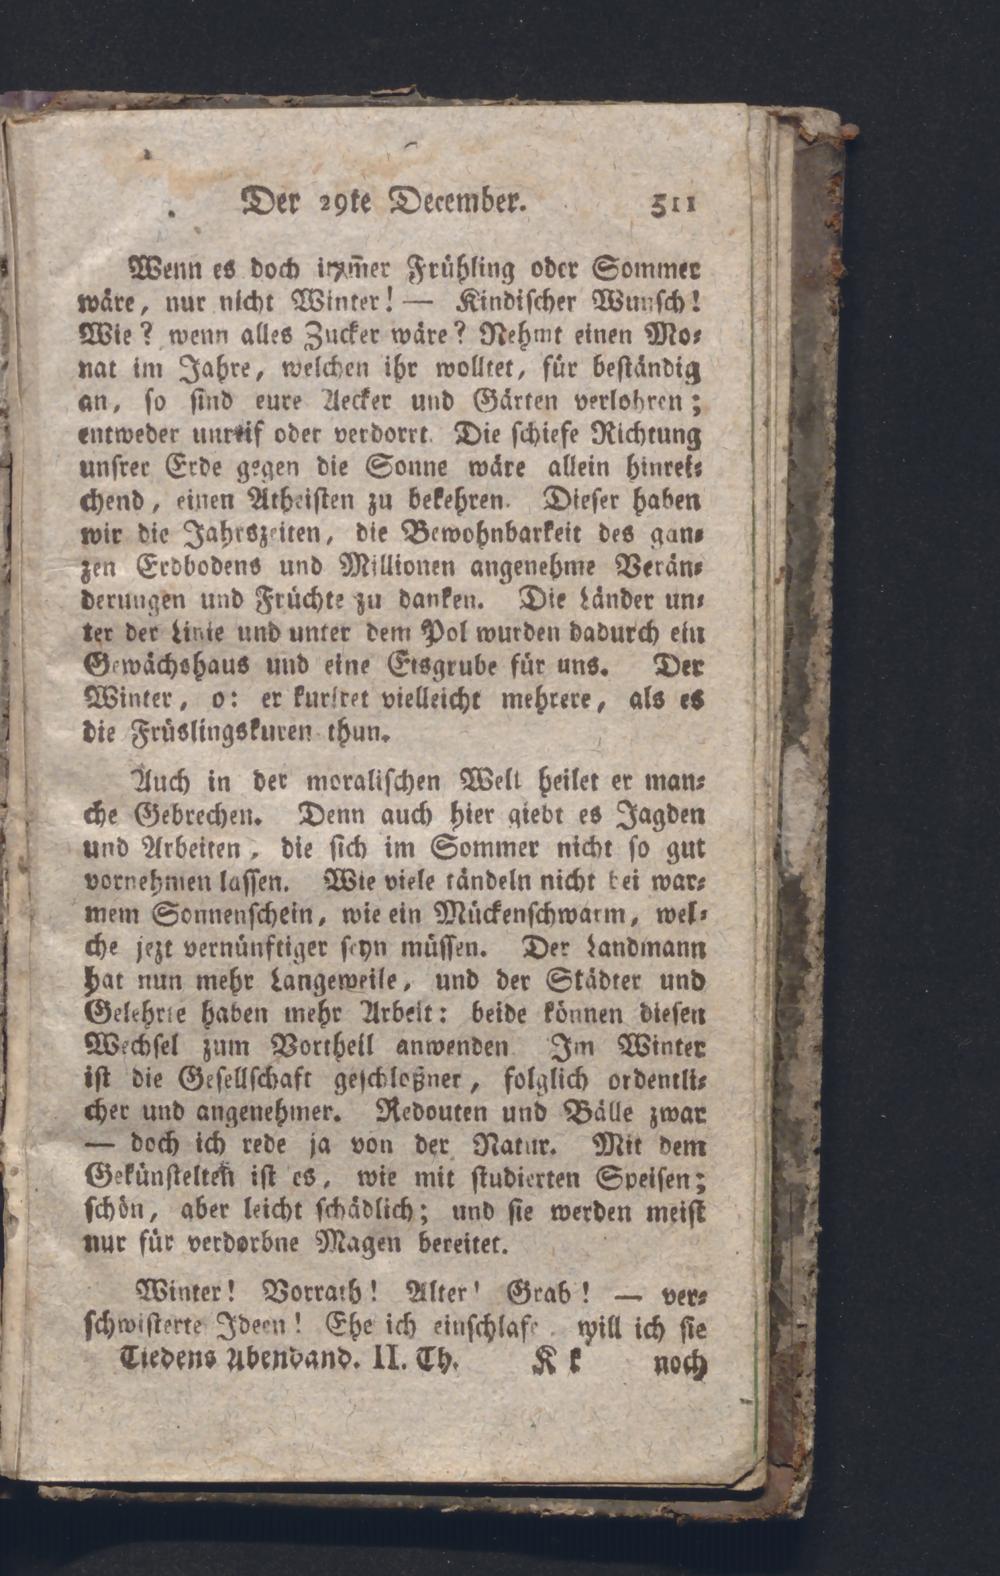 Der 29te December. 511
Wenn es doch im̅er Frühling oder Sommer
wäre, nur nicht Winter! — Kindischer Wunsch!
Wie? wenn alles Zucker wäre? Nehmt einen Mo-
nat im Jahre, welchen ihr wolltet, für beständig
an, so sind eure Aecker und Gärten verlohren;
entweder unreif oder verdorrt. Die schiefe Richtung
unsrer Erde gegen die Sonne wäre allein hinrei-
chend, einen Atheisten zu bekehren. Dieser haben
wir die Jahrszeiten, die Bewohnbarkeit des gan-
zen Erdbodens und Millionen angenehme Verän-
derungen und Früchte zu danken. Die Länder un-
ter der Linie und unter dem Pol wurden dadurch ein
Gewächshaus und eine Eisgrube für uns. Der
Winter, o: er kuriret vielleicht mehrere, als es
die Früslingskuren thun.
Auch in der moralischen Welt heilet er man-
che Gebrechen. Denn auch hier giebt es Jagden
und Arbeiten, die sich im Sommer nicht so gut
vornehmen lassen. Wie viele tändeln nicht bei war-
mem Sonnenschein, wie ein Mückenschwarm, wel-
che jezt vernünftiger seyn müssen. Der Landmann
hat nun mehr Langeweile, und der Städter und
Gelehrte haben mehr Arbeit: beide können diesen
Wechsel zum Vortheil anwenden Im Winter
ist die Gesellschaft geschloßner, folglich ordentli-
cher und angenehmer. Redouten und Bälle zwar
— doch ich rede ja von der Natur. Mit dem
Gekünstelten ist es, wie mit studierten Speisen;
schön, aber leicht schädlich; und sie werden meist
nur für verdorbne Magen bereitet.
Winter! Vorrath! Alter! Grab! — ver-
schwisterte Ideen! Ehe ich einschlafe, will ich sie
Tiedens Abendand. II. Th. K k noch